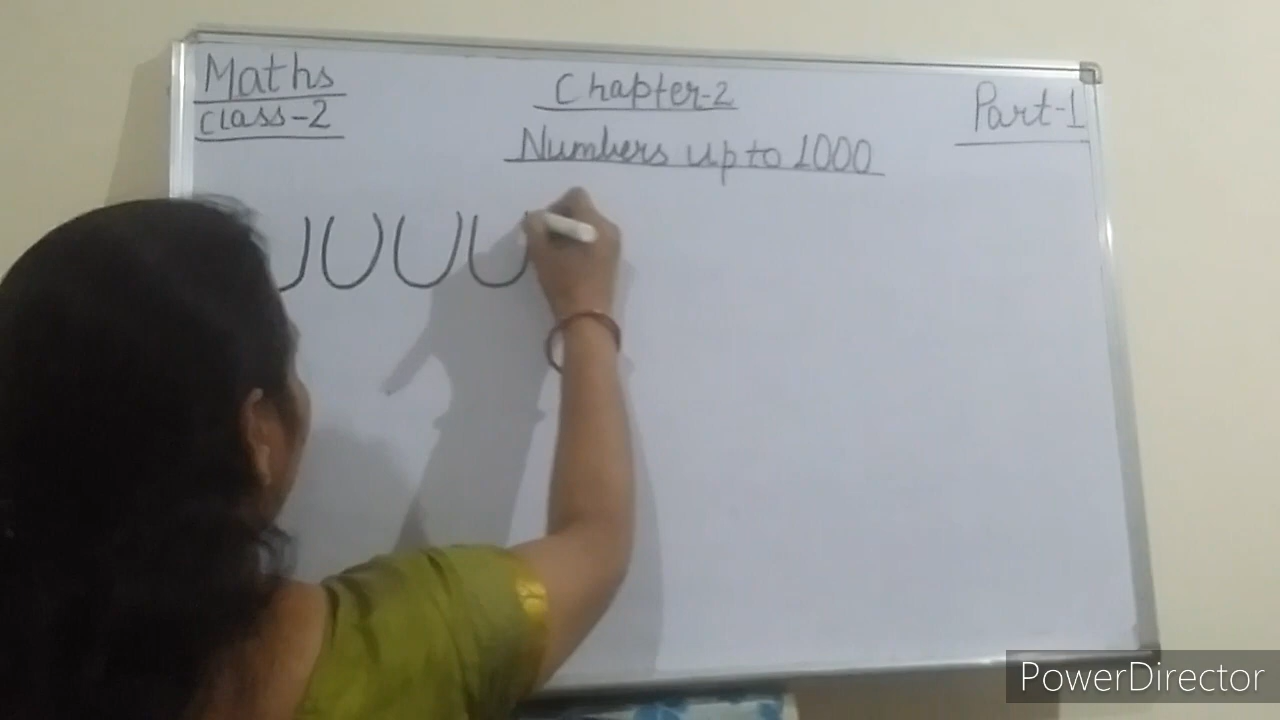 Maths
Class-2
Chapter-2
Numbers up to 1000
Part-1
PowerDirector